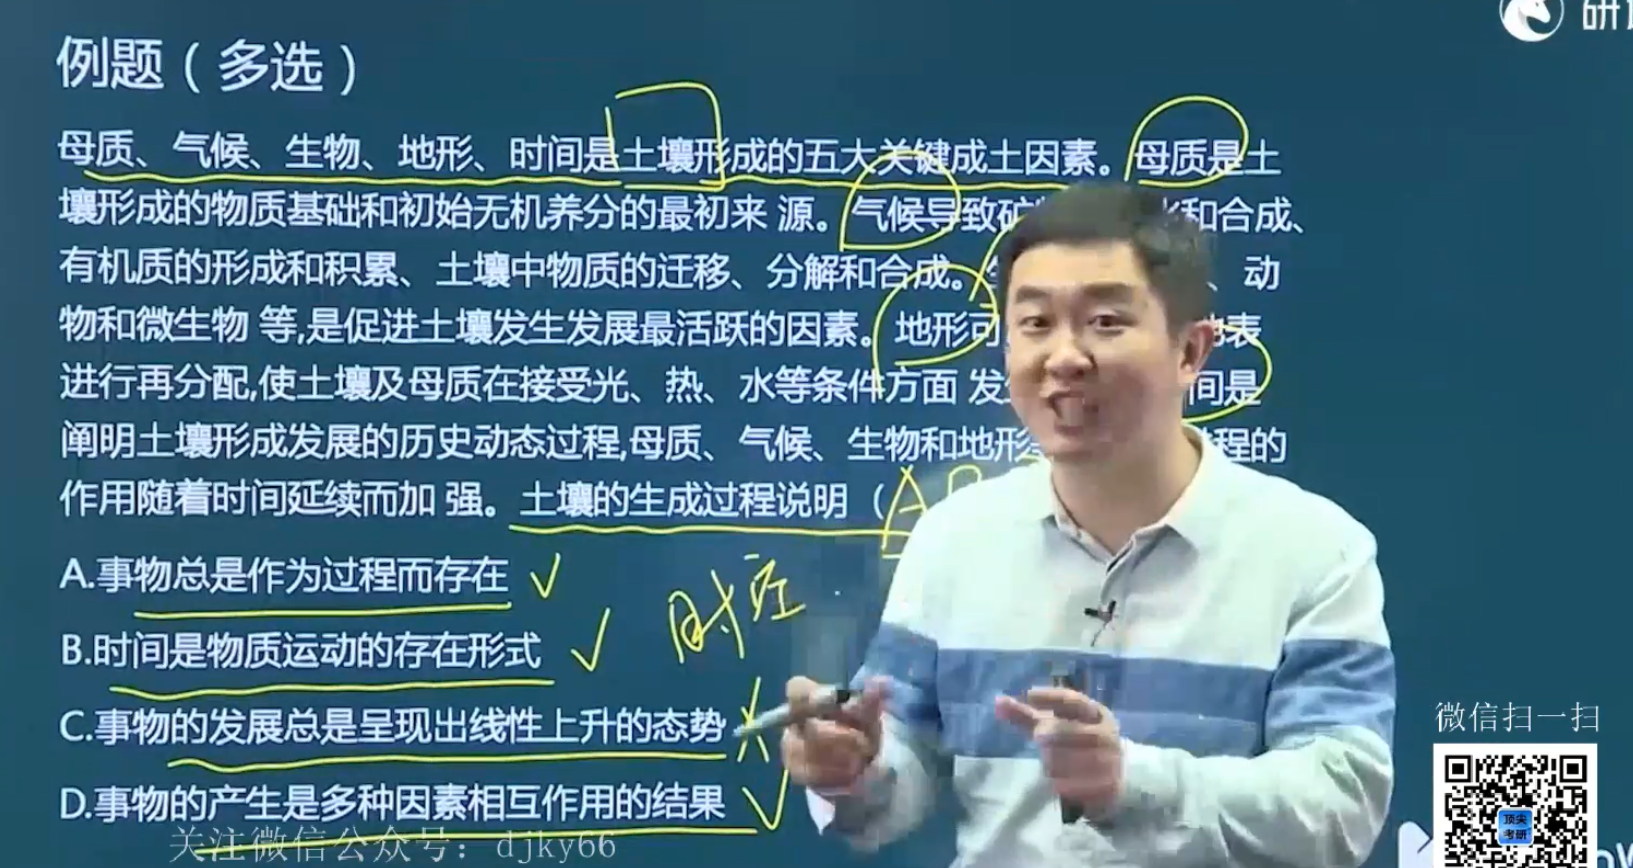 研
例题（多选）
母质、气候、生物、地形、时间是土壤形成的五大关键成土因素。母质是土
壤形成的物质基础和初始无机养分的最初来 源。气候导致矿 和合成、
有机质的形成和积累、土壤中物质的迁移、分解和合成。 、动
物和微生物 等,是促进土壤发生发展最活跃的因素。地形可 地表
进行再分配,使土壤及母质在接受光、热、水等条件方面 发 间是
阐明土壤形成发展的历史动态过程,母质、气候、生物和地形 程的
作用随着时间延续而加 强。土壤的生成过程说明（AB
A.事物总是作为过程而存在
B.时间是物质运动的存在形式
时空
C.事物的发展总是呈现出线性上升的态势
D.事物的产生是多种因素相互作用的结果
关注微信公众号：djky66
微信扫一扫
顶尖
考研